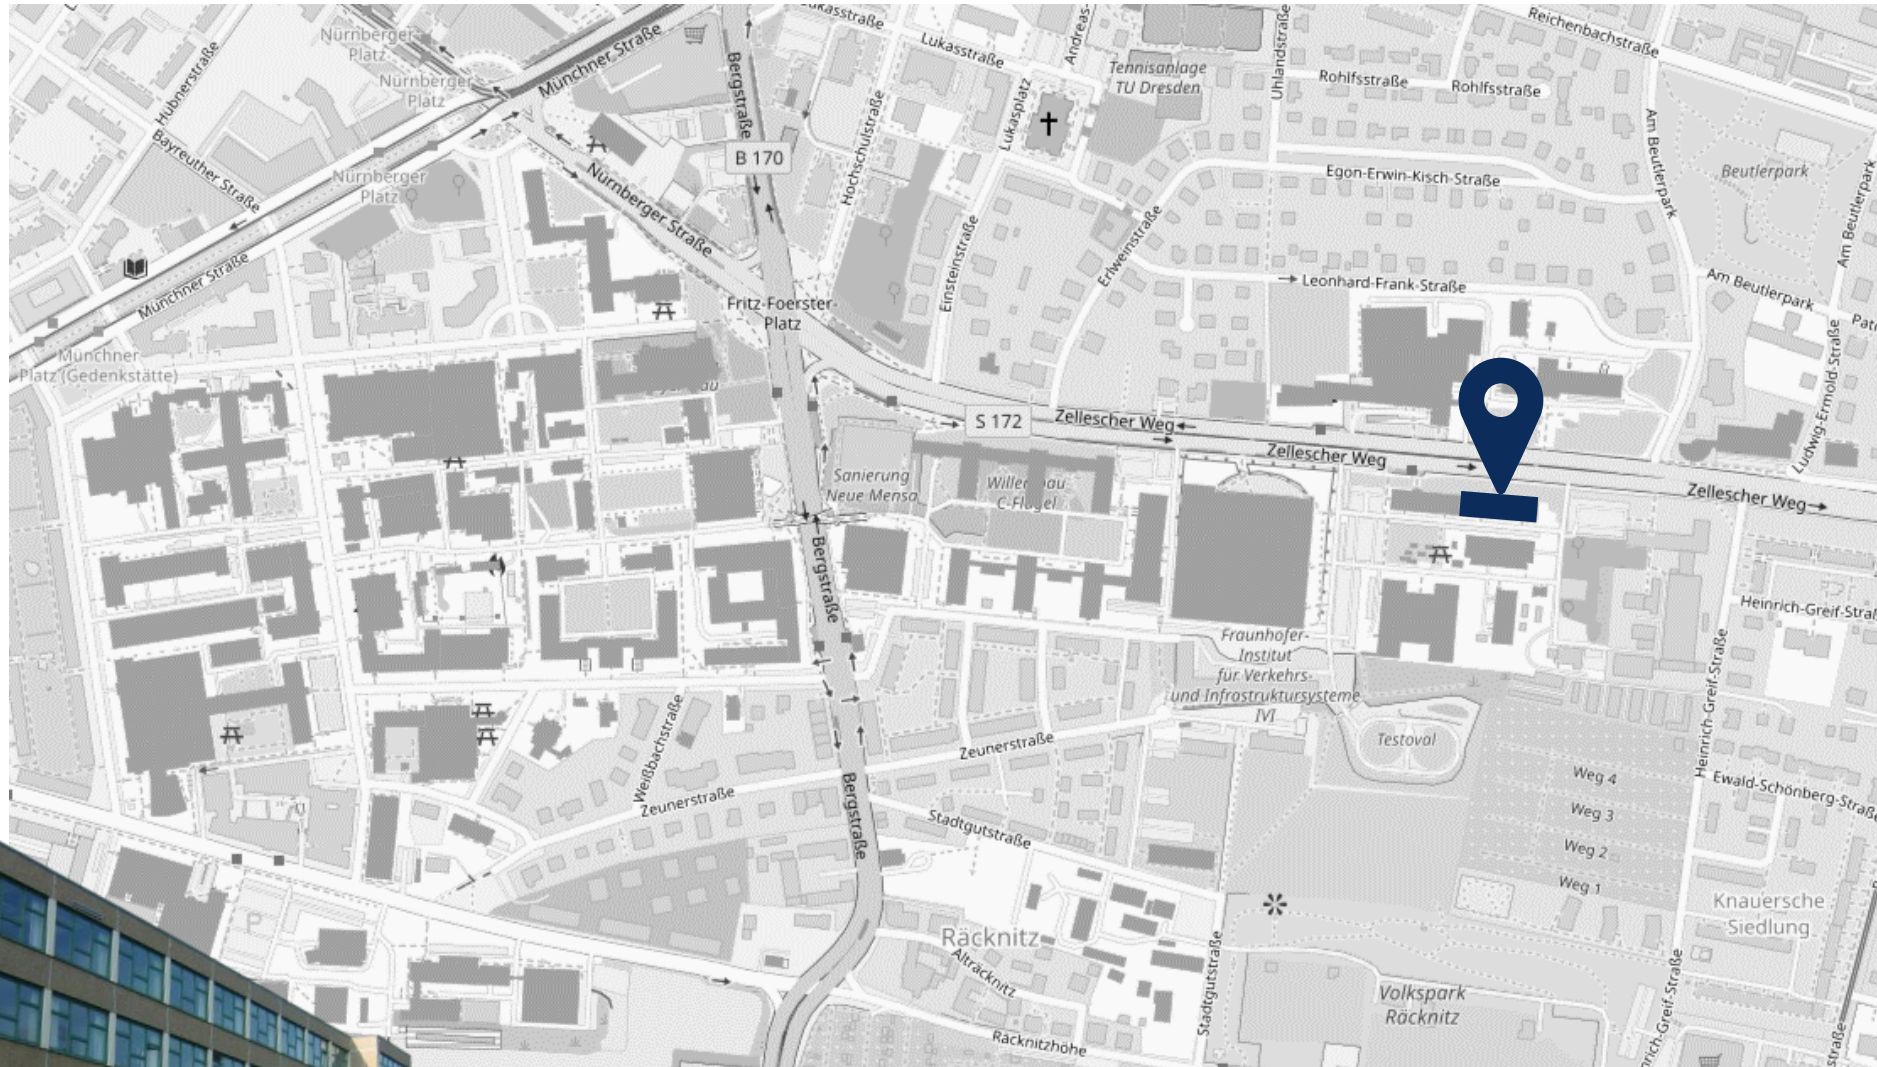 Lukasstraße
Reichenbachstraße
Nürnberger
Platz
Münchner Straße
Lukasstraße
Andreas-
Uhlandstraße
Hübnerstraße
Bergstraße
Tennisanlage
TU Dresden
Rohlfsstraße
Rohlfsstraße
Nürnberger
Platz
Lukasplatz
Hochschulstraße
Am Beutlerpark
Bayreuther Straße
B 170
Nürnberger
Platz
Nürnberger Straße
Egon-Erwin-Kisch-Straße
Beutlerpark
Am Beutlerpark
Einsteinstraße
Erlweinstraße
Münchner Straße
Leonhard-Frank-Straße
Am Beutlerpark
Fritz-Foerster-
Platz
Münchner
Platz (Gedenkstätte)
Ludwig-Ermold-Straße
S 172
Zellescher Weg
Zellescher Weg
Sanierung
Neue Mensa
C-Flügel
Zellescher Weg
Bergstraße
Heinrich-Greif-Straß
Fraunhofer-
Institut
für Verkehrs-
und Infrastruktursysteme
IVI
Heinrich-Greif-Straße
Weißbachstraße
Zeunerstraße
Testoval
Zeunerstraße
Bergstraße
Weg 4
Ewald-Schönberg-Straße
Weg 3
Stadtgutstraße
Weg 2
Weg 1
Knauersche
Siedlung
Räcknitz
Alträcknitz
Stadtgutstraße
Volkspark
Räcknitz
nrich-Greif-Straße
Räcknitzhöhe
straße